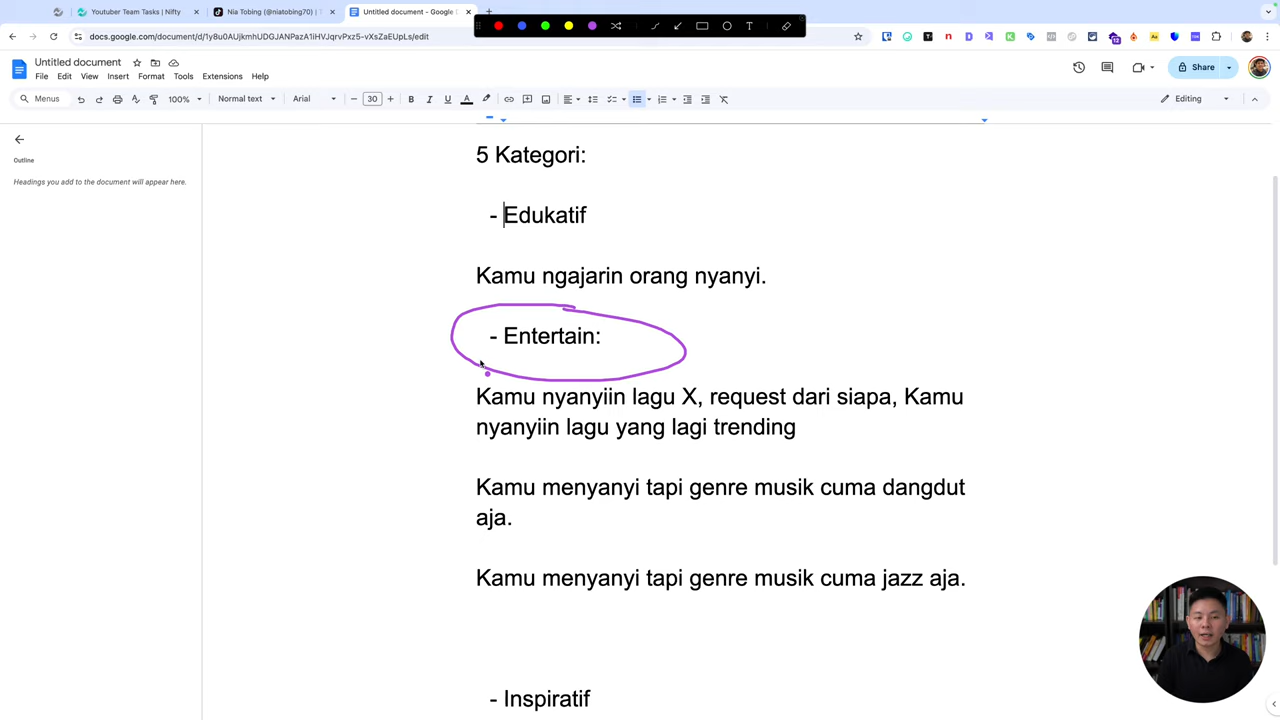 Youtuber Team Tasks | Nifty
Nia Tobing (@niatobing70) | T
Untitled document - Google D
docs.google.com/document/d/1y8u0AUjkmhUDGJANPazA1iHVJqrvPxz5-vXsZaEUpLs/edit
Untitled document
File Edit View Insert Format Tools Extensions Help
Share
Menus 100% Normal text Arial 30 Editing
Outline
Headings you add to the document will appear here.
5 Kategori:
- Edukatif
Kamu ngajarin orang nyanyi.
- Entertain:
Kamu nyanyiin lagu X, request dari siapa, Kamu
nyanyiin lagu yang lagi trending
Kamu menyanyi tapi genre musik cuma dangdut
aja.
Kamu menyanyi tapi genre musik cuma jazz aja.
- Inspiratif